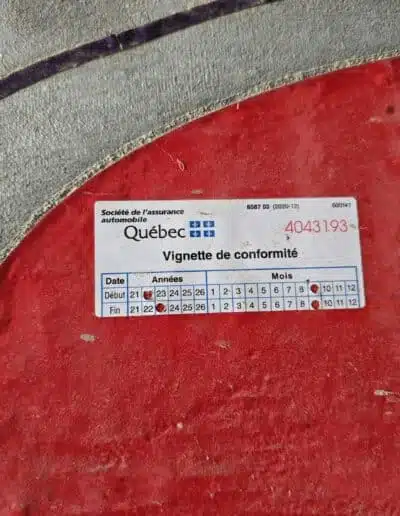 Société de l'assurance
automobile
Québec
6587 03 (2020-12)
4043193
Vignette de conformité
Date Années Mois
Début 21 23 24 25 26 1 2 3 4 5 6 7 8 10 11 12
Fin 21 22 24 25 26 1 2 3 4 5 6 7 8 10 11 12